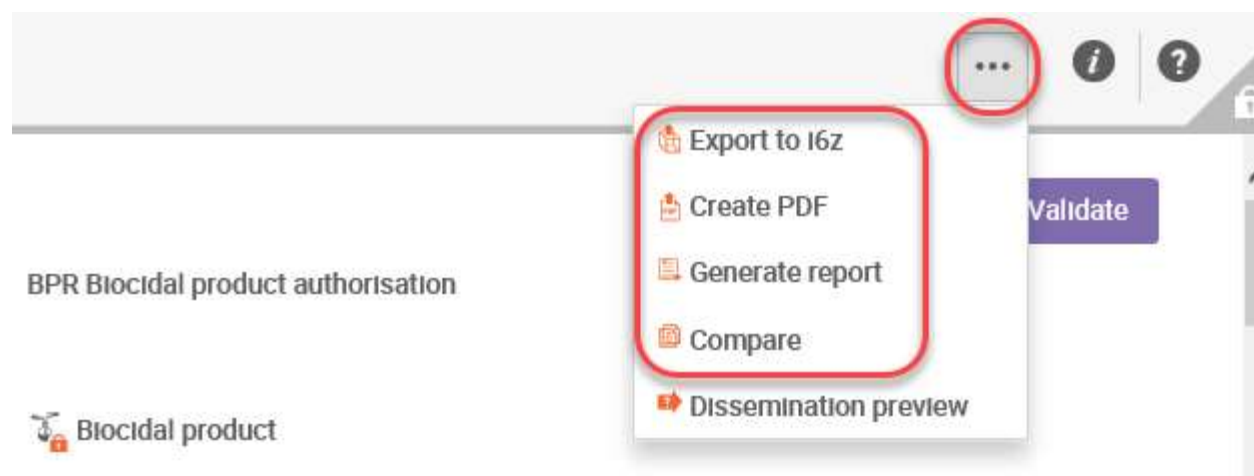 ...
Export to i6z
Create PDF
Validate
Generate report
BPR Biocidal product authorisation
Compare
Dissemination preview
Biocidal product